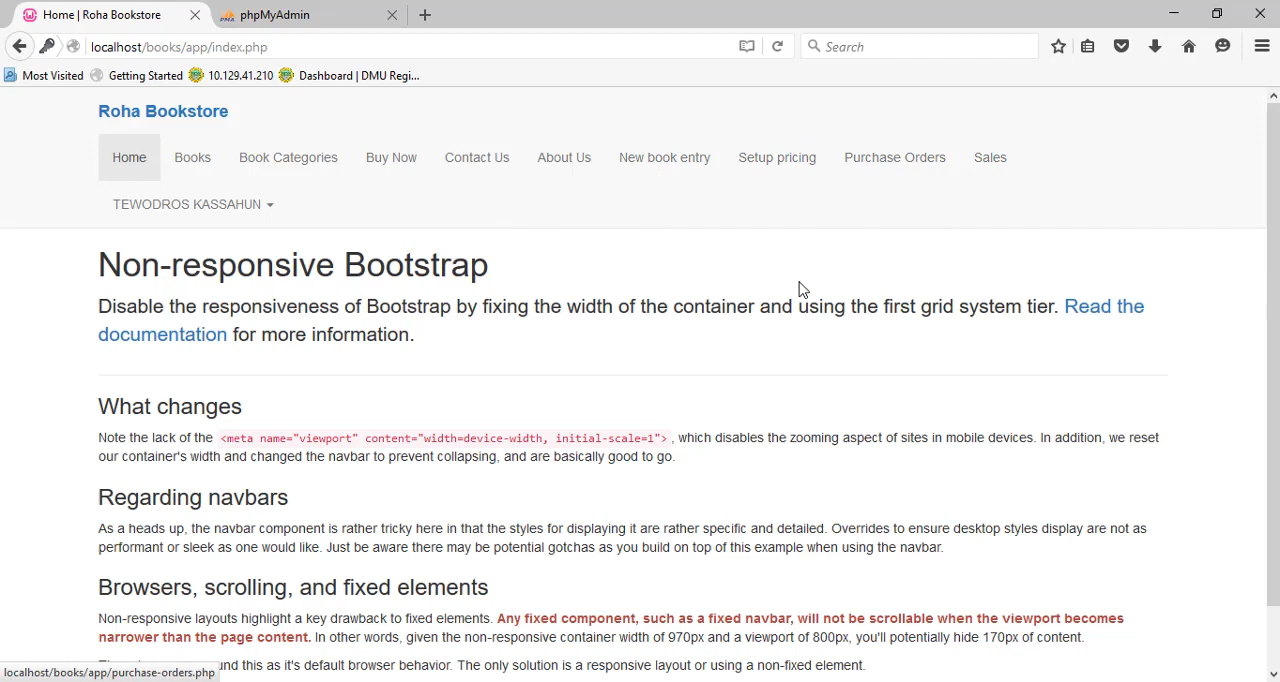 Home | Roha Bookstore
phpMyAdmin
localhost/books/app/index.php
Search
Most Visited Getting Started 10.129.41.210 Dashboard | DMU Regi...
Roha Bookstore
Home Books Book Categories Buy Now Contact Us About Us New book entry Setup pricing Purchase Orders Sales
TEWODROS KASSAHUN
Non-responsive Bootstrap
Disable the responsiveness of Bootstrap by fixing the width of the container and using the first grid system tier. Read the
documentation for more information.
What changes
Note the lack of the <meta name="viewport" content="width=device-width, initial-scale=1">, which disables the zooming aspect of sites in mobile devices. In addition, we reset
our container's width and changed the navbar to prevent collapsing, and are basically good to go.
Regarding navbars
As a heads up, the navbar component is rather tricky here in that the styles for displaying it are rather specific and detailed. Overrides to ensure desktop styles display are not as
performant or sleek as one would like. Just be aware there may be potential gotchas as you build on top of this example when using the navbar.
Browsers, scrolling, and fixed elements
Non-responsive layouts highlight a key drawback to fixed elements. Any fixed component, such as a fixed navbar, will not be scrollable when the viewport becomes
narrower than the page content. In other words, given the non-responsive container width of 970px and a viewport of 800px, you'll potentially hide 170px of content.
und this as it's default browser behavior. The only solution is a responsive layout or using a non-fixed element.
localhost/books/app/purchase-orders.php